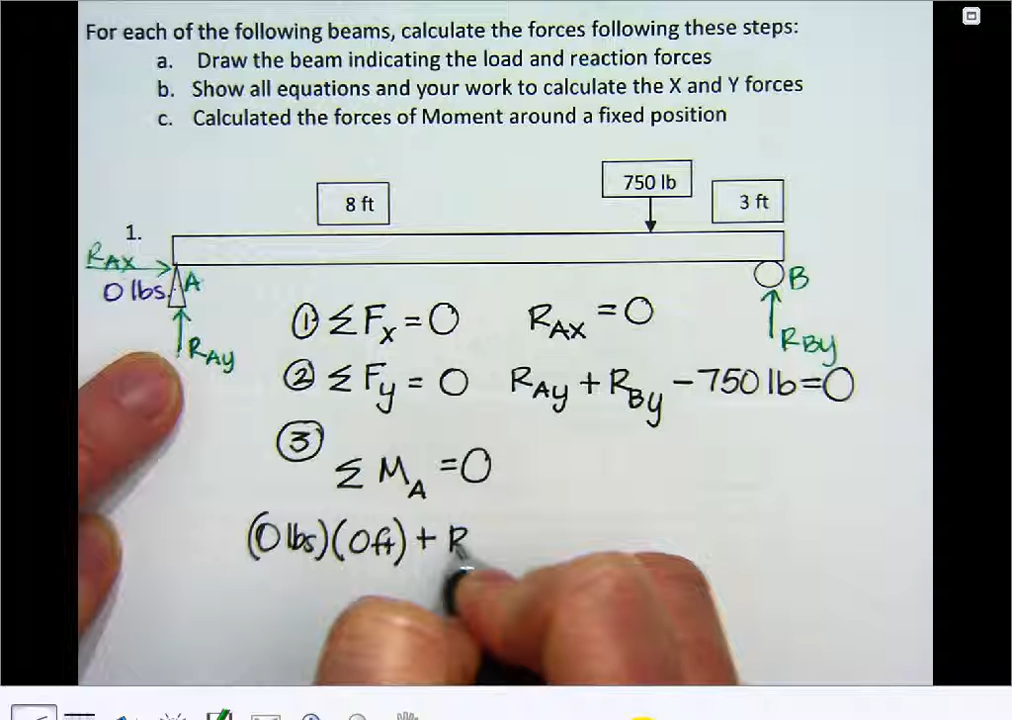 For each of the following beams, calculate the forces following these steps:
a. Draw the beam indicating the load and reaction forces
b. Show all equations and your work to calculate the X and Y forces
c. Calculated the forces of Moment around a fixed position
750 lb
8 ft
3 ft
1.
RAX
A
0 lbs.
B
RAy
RBy
① ΣFx = 0 RAX = 0
② ΣFy = 0 RAy + RBy - 750 lb = 0
③
ΣMA = 0
(0 lbs)(0ft) + R